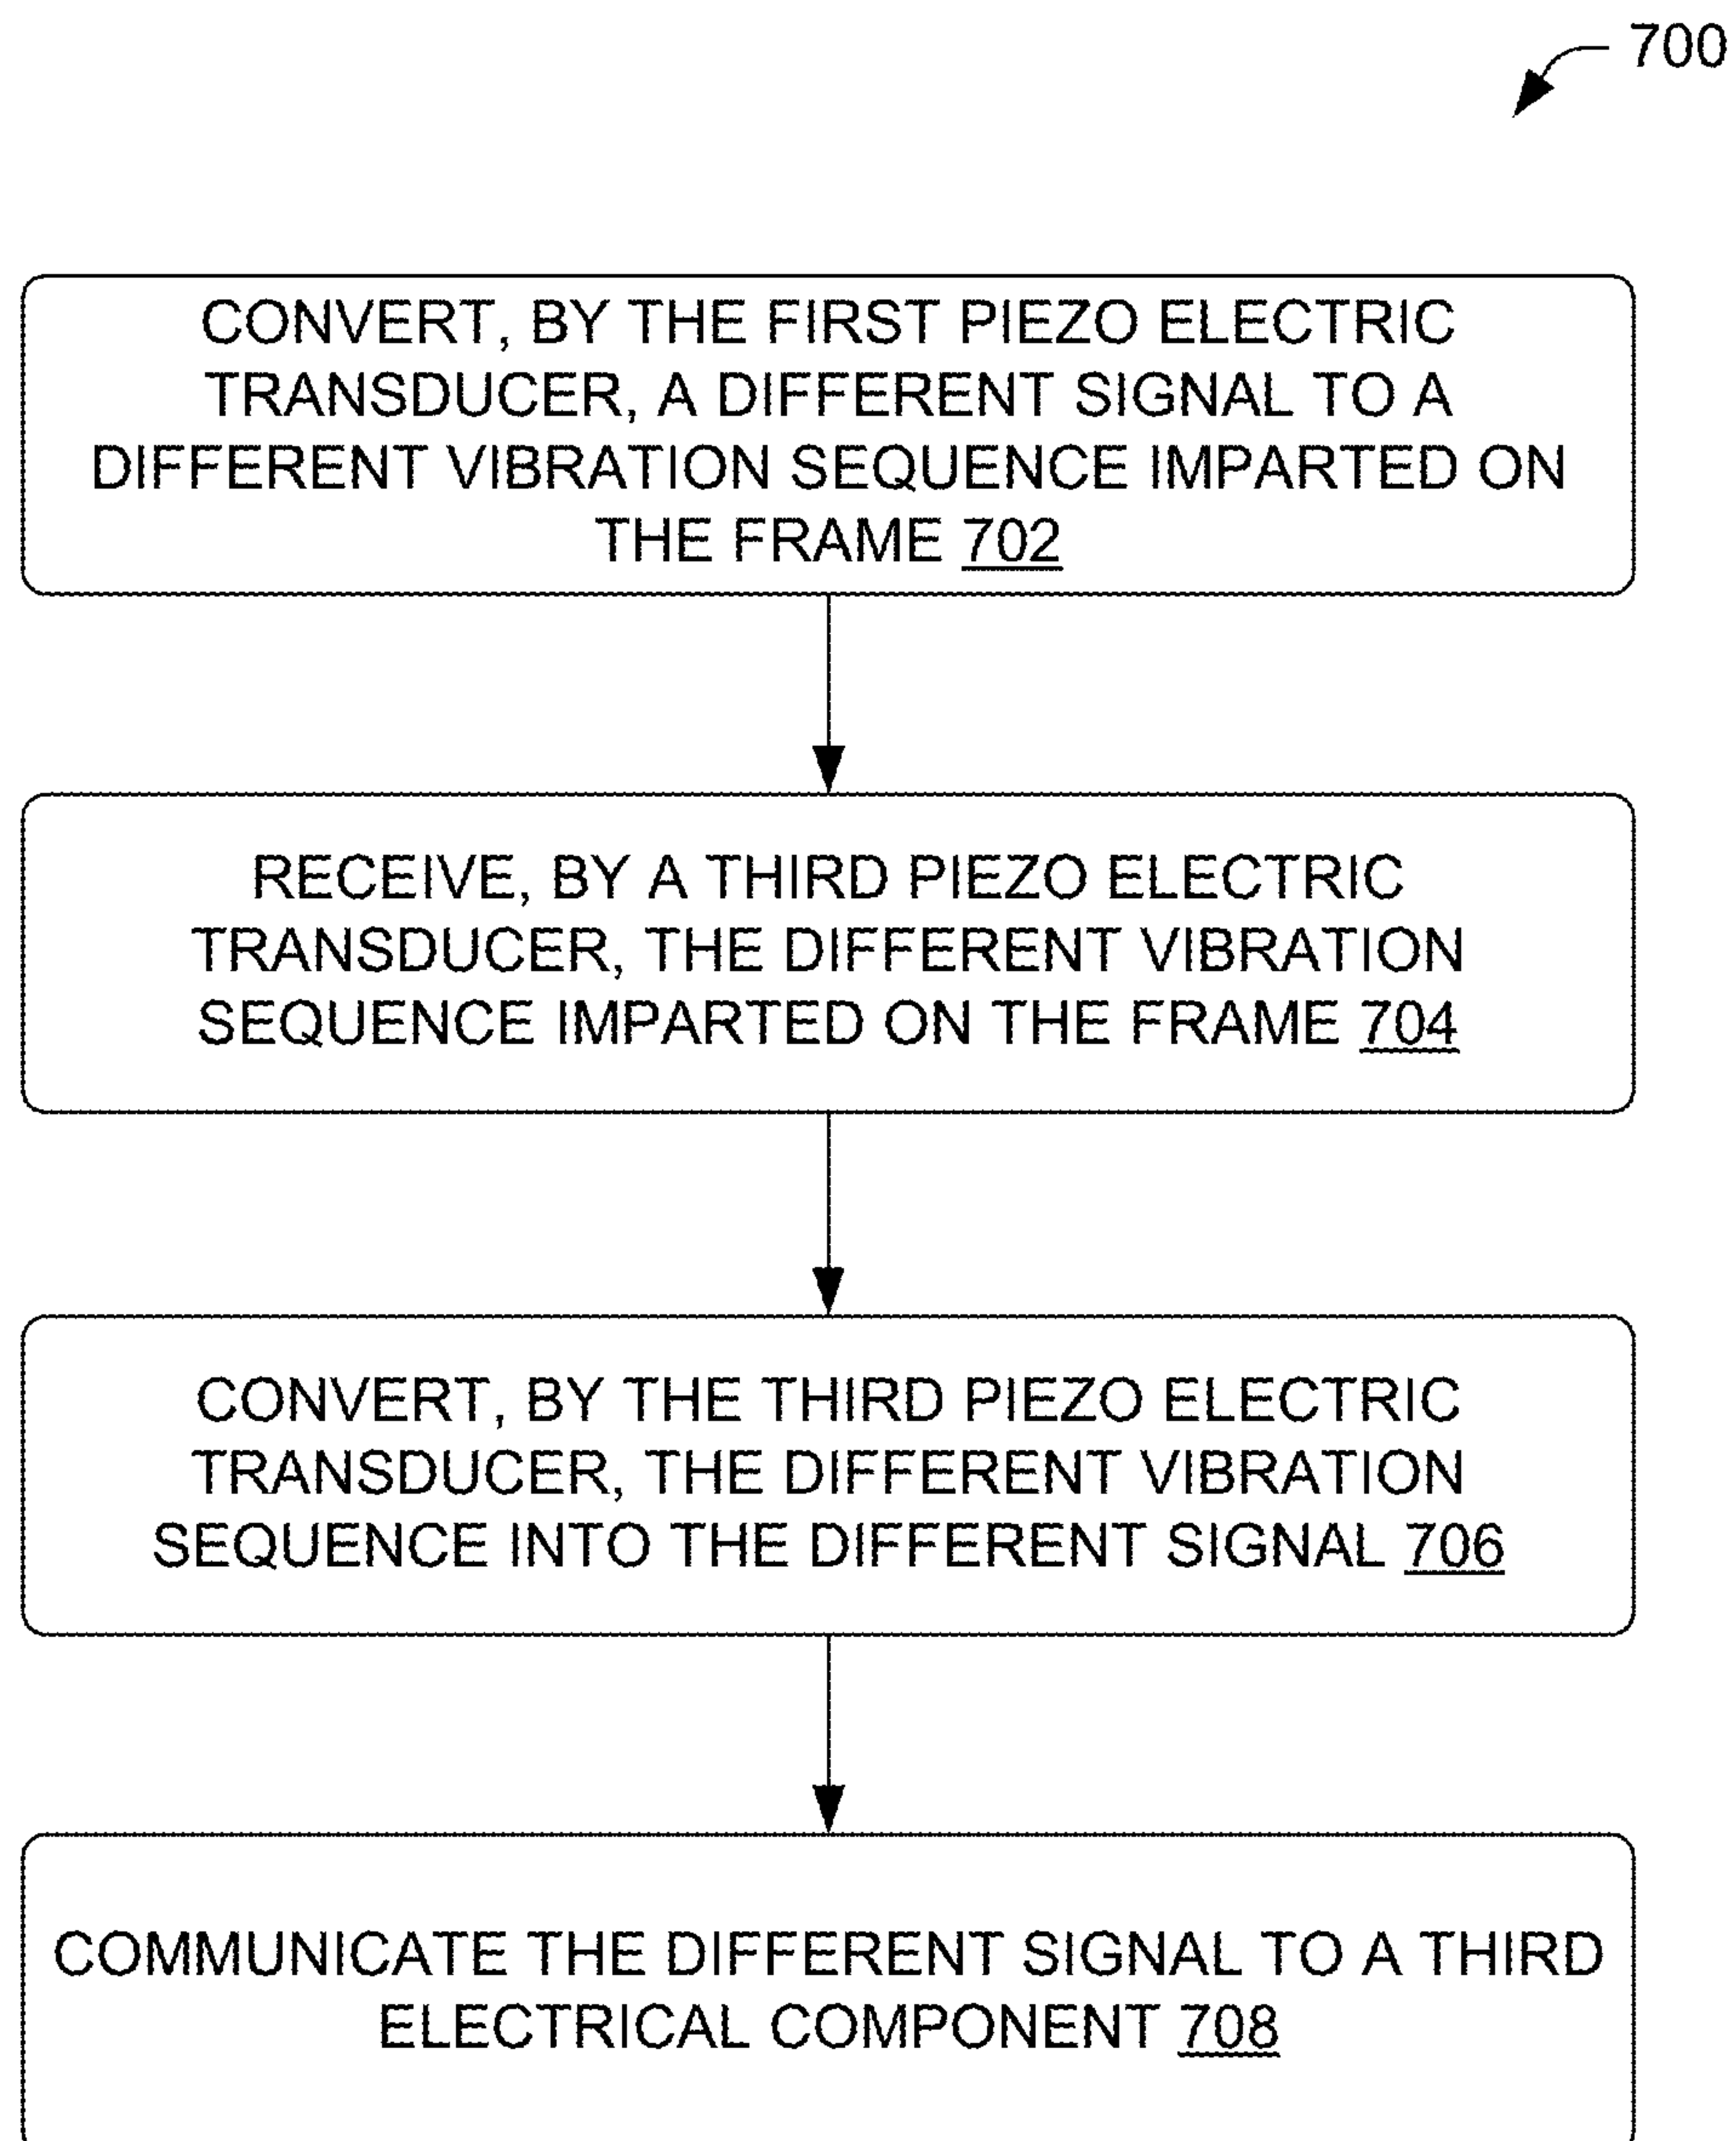 700
CONVERT, BY THE FIRST PIEZO ELECTRIC
TRANSDUCER, A DIFFERENT SIGNAL TO A
DIFFERENT VIBRATION SEQUENCE IMPARTED ON
THE FRAME 702
RECEIVE, BY A THIRD PIEZO ELECTRIC
TRANSDUCER, THE DIFFERENT VIBRATION
SEQUENCE IMPARTED ON THE FRAME 704
CONVERT, BY THE THIRD PIEZO ELECTRIC
TRANSDUCER, THE DIFFERENT VIBRATION
SEQUENCE INTO THE DIFFERENT SIGNAL 706
COMMUNICATE THE DIFFERENT SIGNAL TO A THIRD
ELECTRICAL COMPONENT 708